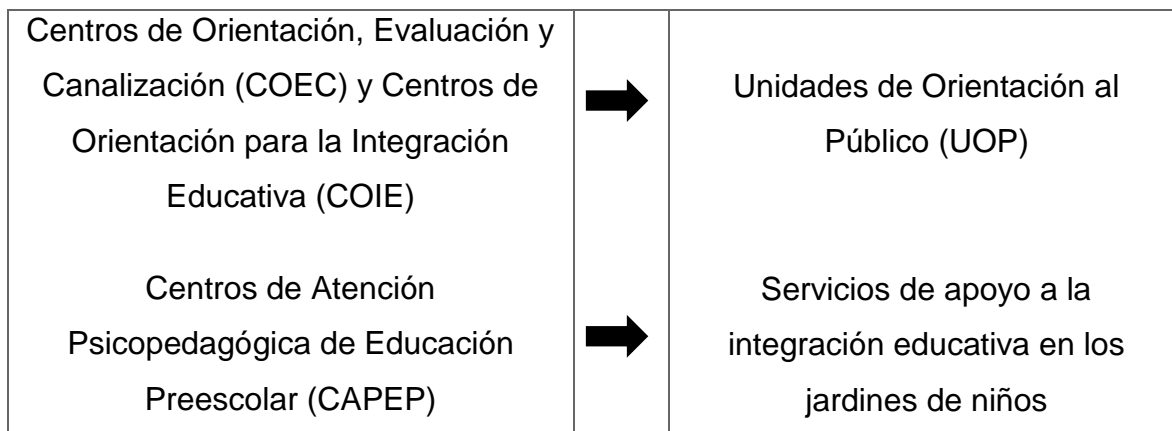 Centros de Orientación, Evaluación y
Canalización (COEC) y Centros de
Orientación para la Integración
Educativa (COIE)
Unidades de Orientación al
Público (UOP)
Centros de Atención
Psicopedagógica de Educación
Preescolar (CAPEP)
Servicios de apoyo a la
integración educativa en los
jardines de niños